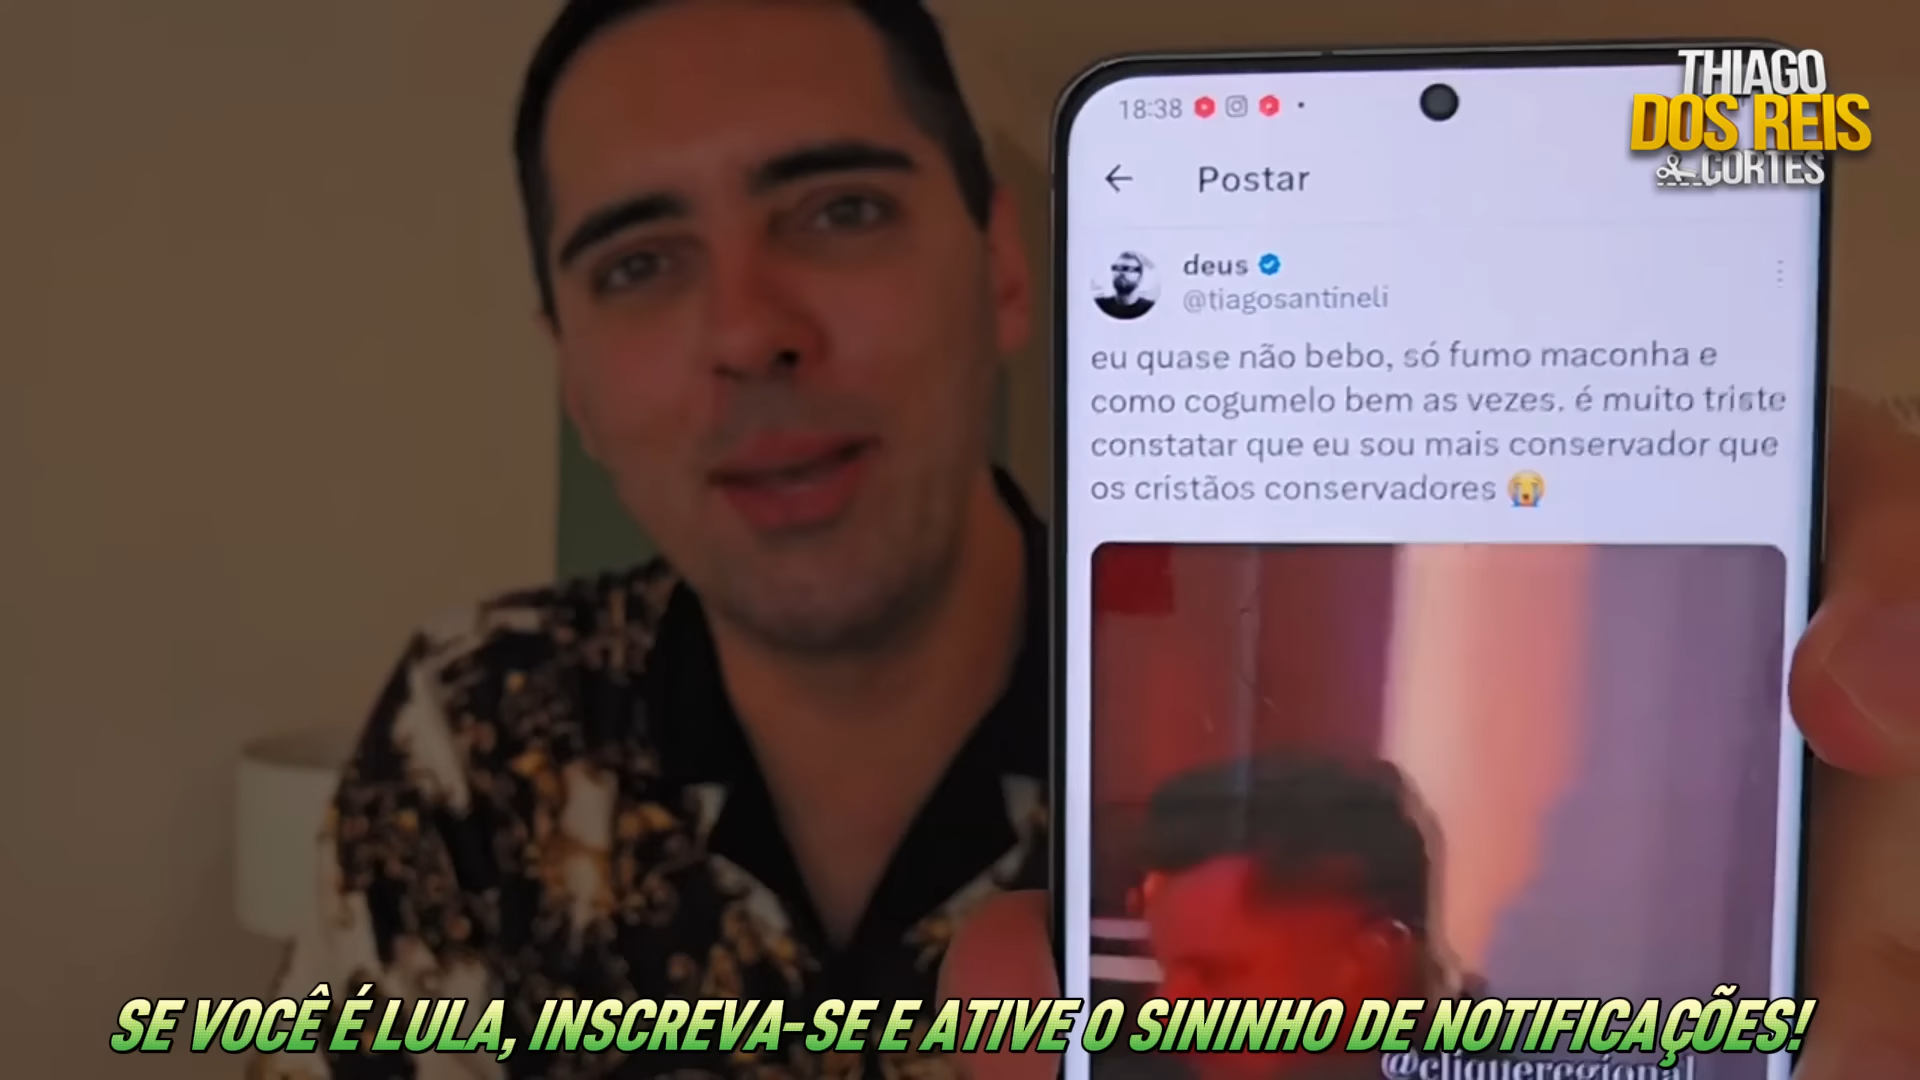 THIAGO
DOS REIS
CORTES
18:38
Postar
deus
@tiagosantineli
eu quase não bebo, só fumo maconha e
como cogumelo bem as vezes. é muito triste
constatar que eu sou mais conservador que
os cristãos conservadores 😭
SE VOCÊ É LULA, INSCREVA-SE E ATIVE O SININHO DE NOTIFICAÇÕES!
@cliqueregional